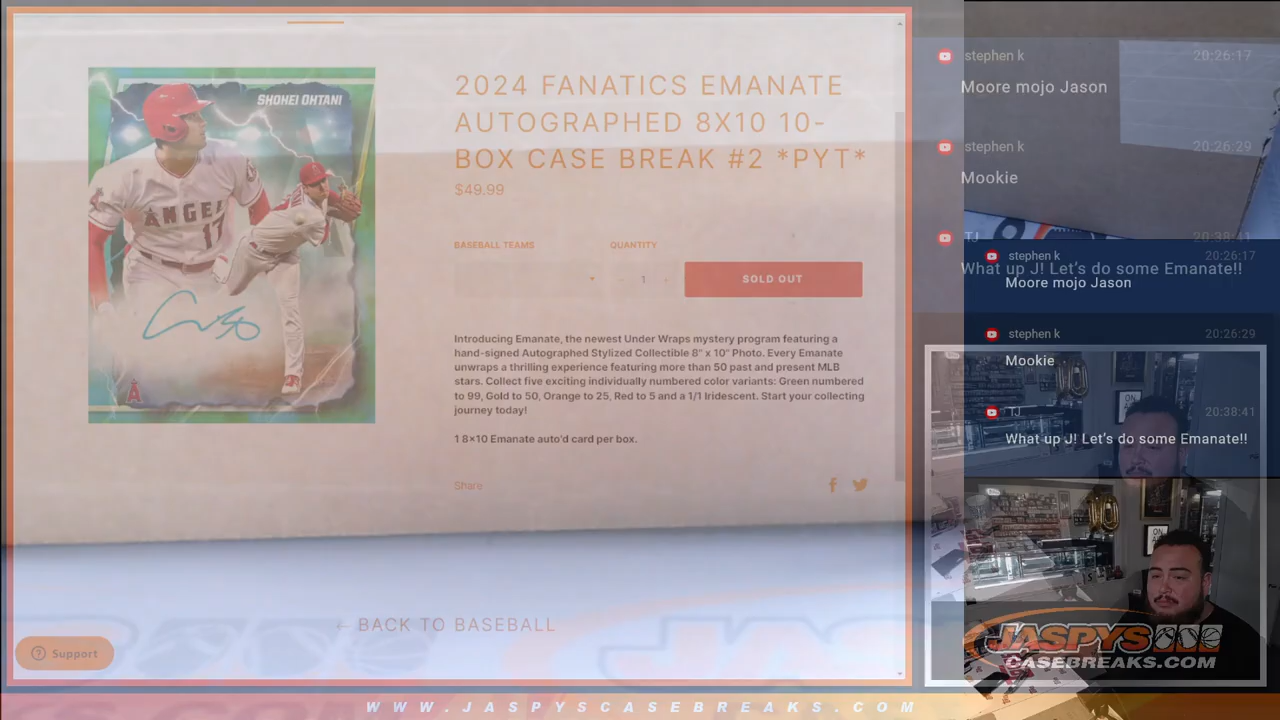 SHOHEI OHTANI
ANGEL
17
2024 FANATICS EMANATE
AUTOGRAPHED 8X10 10-
BOX CASE BREAK #2 *PYT*
$49.99
BASEBALL TEAMS
QUANTITY
- 1 +
SOLD OUT
Introducing Emanate, the newest Under Wraps mystery program featuring a
hand-signed Autographed Stylized Collectible 8" x 10" Photo. Every Emanate
unwraps a thrilling experience featuring more than 50 past and present MLB
stars. Collect five exciting individually numbered color variants: Green numbered
to 99, Gold to 50, Orange to 25, Red to 5 and a 1/1 Iridescent. Start your collecting
journey today!
1 8x10 Emanate auto'd card per box.
Share
← BACK TO BASEBALL
Support
stephen k 20:26:17
Moore mojo Jason
stephen k 20:26:29
Mookie
TJ 20:38:41
What up J! Let's do some Emanate!!
stephen k 20:26:17
Moore mojo Jason
stephen k 20:26:29
Mookie
TJ 20:38:41
What up J! Let's do some Emanate!!
JASPYS
CASEBREAKS.COM
WWW.JASPYSCASEBREAKS.COM